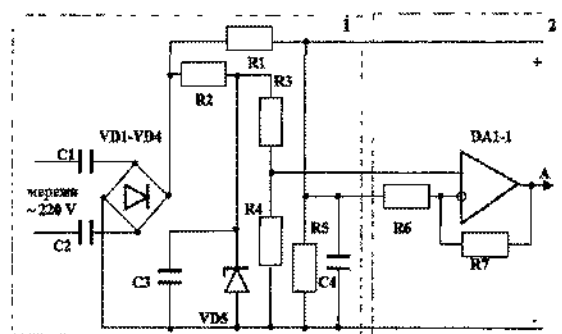 1
2
R1
+
R2
R3
VD1-VD4
DA1-1
C1
A
мережа
~ 220 V
R4
R5
R6
C2
R7
C3
C4
VD5
-